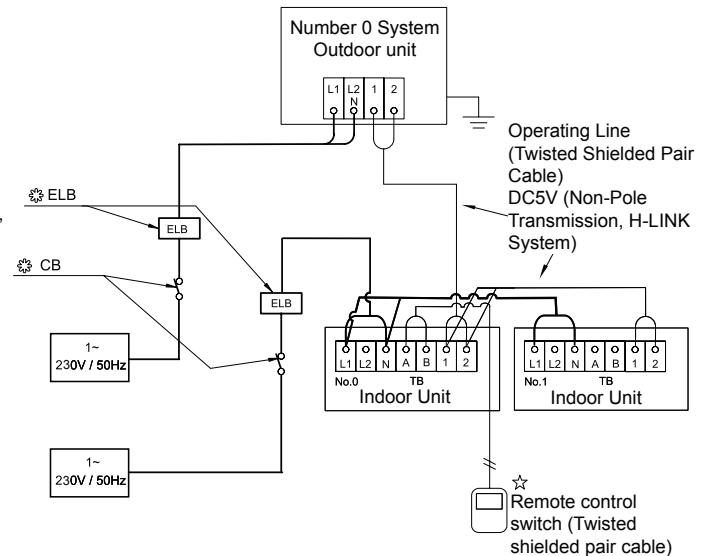 Number 0 System
Outdoor unit
L1 L2 1 2
N
Operating Line
(Twisted Shielded Pair
Cable)
DC5V (Non-Pole
Transmission, H-LINK
System)
ELB
,
ELB
CB
ELB
1~
230V / 50Hz
L1 L2 N A B 1 2
No.0 TB
Indoor Unit
L1 L2 N A B 1 2
No.1 TB
Indoor Unit
1~
230V / 50Hz
Remote control
switch (Twisted
shielded pair cable)